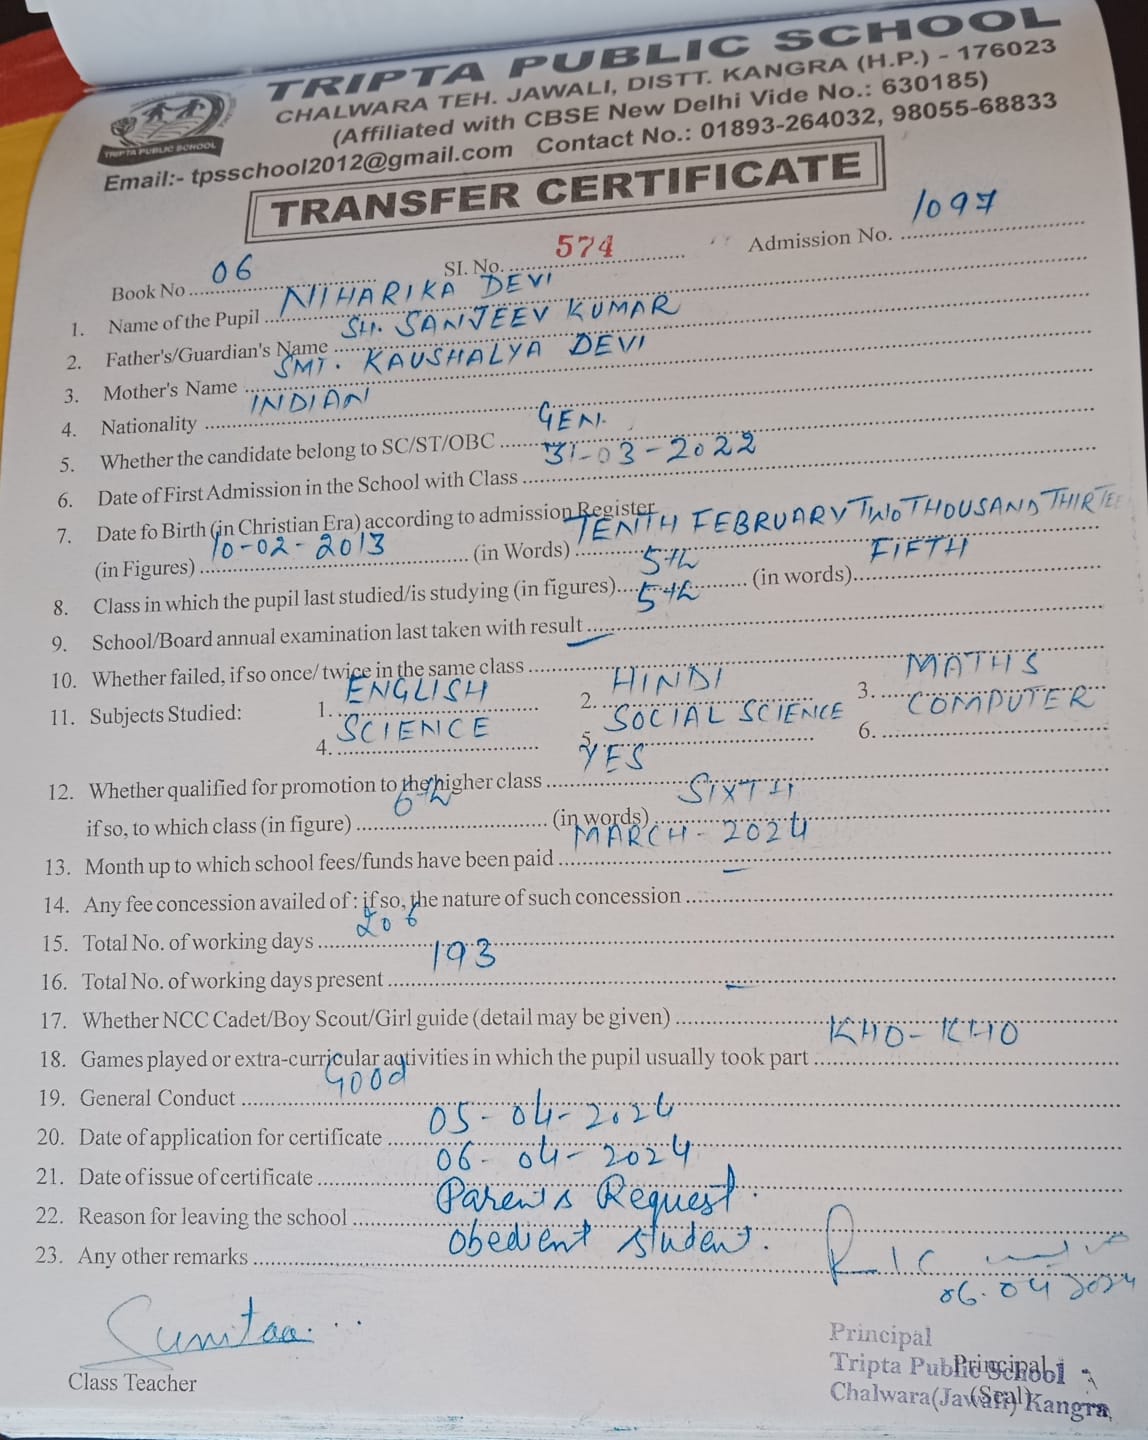 TRIPTA PUBLIC SCHOOL
CHALWARA TEH. JAWALI, DISTT. KANGRA (H.P.) - 176023
(Affiliated with CBSE New Delhi Vide No.: 630185)
TRIPTA PUBLIC SCHOOL
Email:- tpsschool2012@gmail.com Contact No.: 01893-264032, 98055-68833
TRANSFER CERTIFICATE
Book No 06 SI. No. 574 Admission No. 1097
1. Name of the Pupil NIHARIKA DEVI
2. Father's/Guardian's Name SH. SANJEEV KUMAR
3. Mother's Name SMT. KAUSHALYA DEVI
4. Nationality INDIAN
5. Whether the candidate belong to SC/ST/OBC GEN.
6. Date of First Admission in the School with Class 31-03-2022
7. Date fo Birth (in Christian Era) according to admission Register
(in Figures) 10-02-2013 (in Words) TENTH FEBRUARY TWO THOUSAND THIRTEE
8. Class in which the pupil last studied/is studying (in figures) 5th (in words) FIFTH
9. School/Board annual examination last taken with result 5th
10. Whether failed, if so once/ twice in the same class —
11. Subjects Studied: 1. ENGLISH 2. HINDI 3. MATHS
4. SCIENCE 5. SOCIAL SCIENCE 6. COMPUTER
12. Whether qualified for promotion to the higher class YES
if so, to which class (in figure) 6th (in words) SIXTH
13. Month up to which school fees/funds have been paid MARCH - 2024
14. Any fee concession availed of : if so, the nature of such concession —
15. Total No. of working days 206
16. Total No. of working days present 193
17. Whether NCC Cadet/Boy Scout/Girl guide (detail may be given) —
18. Games played or extra-curricular activities in which the pupil usually took part KHO-KHO
19. General Conduct Good
20. Date of application for certificate 05-04-2024
21. Date of issue of certificate 06-04-2024
22. Reason for leaving the school Parents Request.
23. Any other remarks Obedient student.
06.04.2024
Sunitaa...
Class Teacher
Principal
Tripta Public School
Chalwara(Jawali) Kangra
Principal
(Seal)